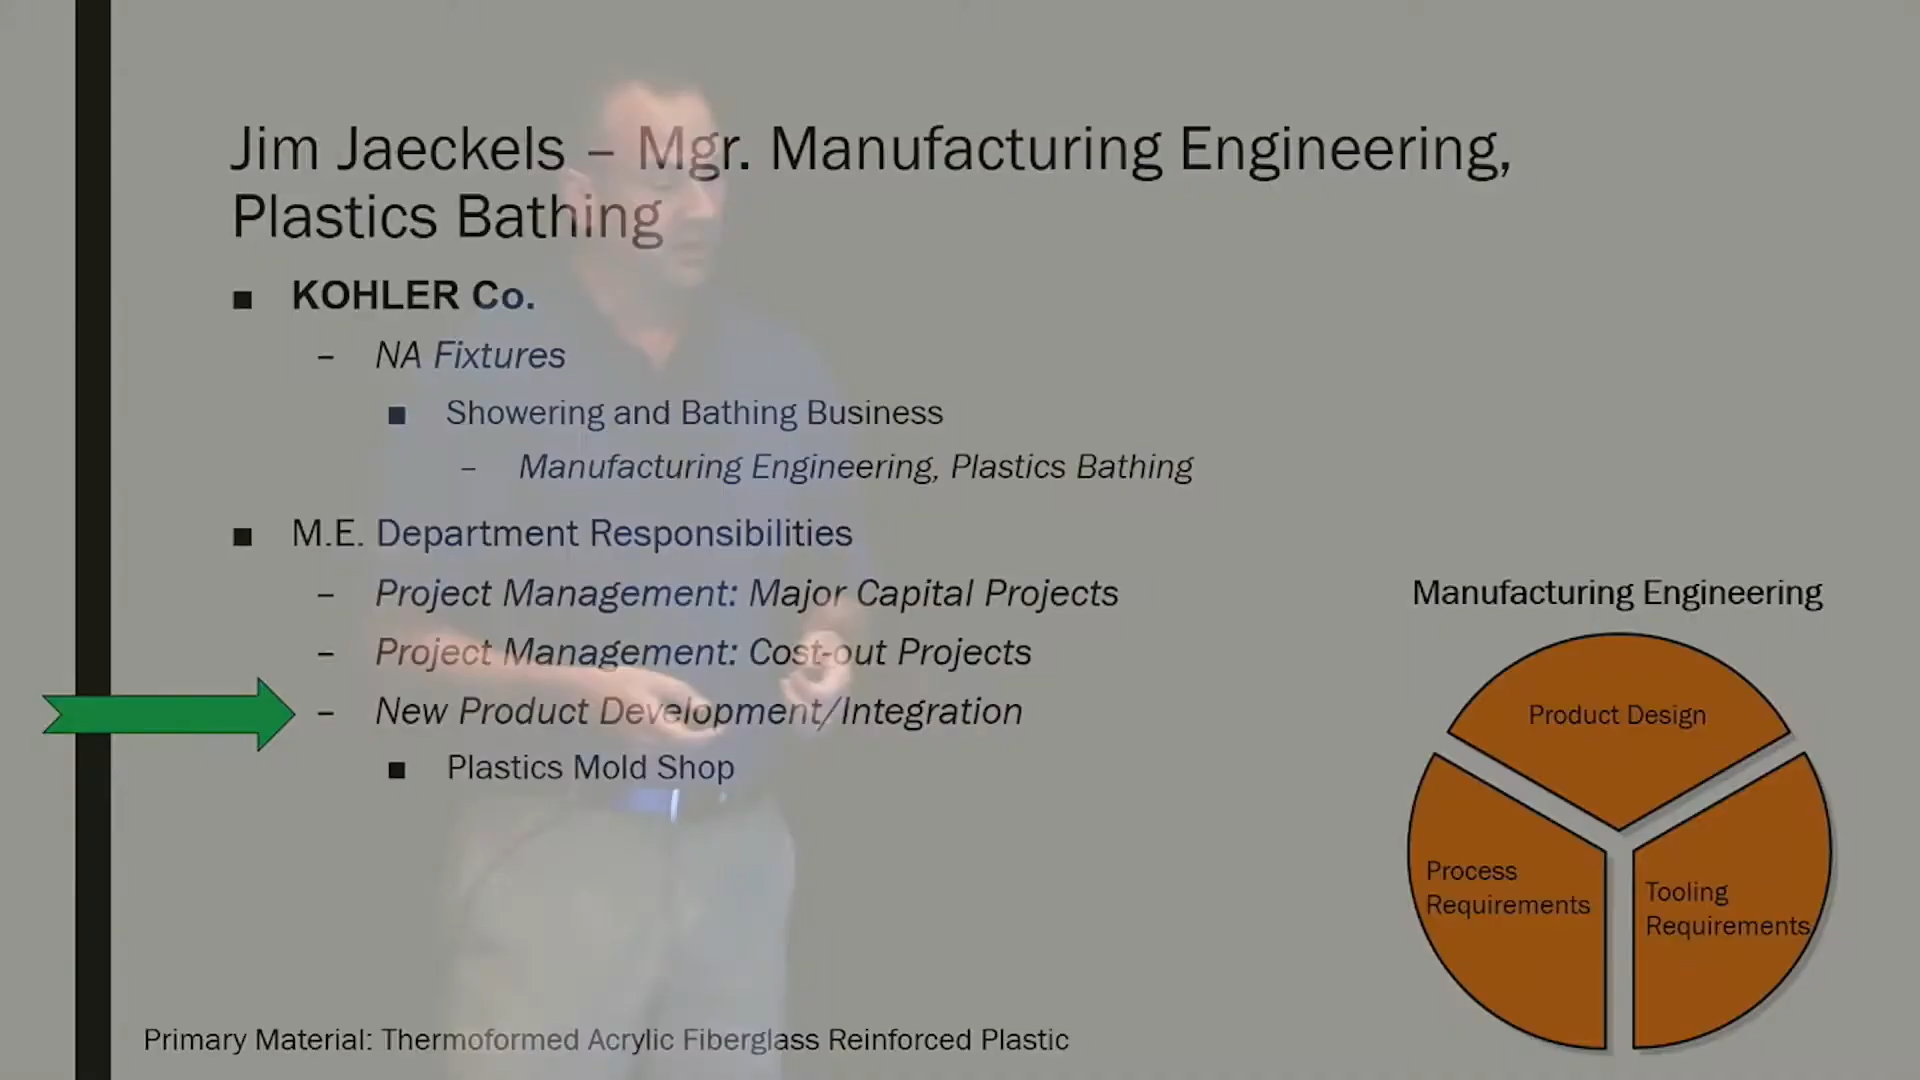 Jim Jaeckels – Mgr. Manufacturing Engineering,
Plastics Bathing
■ KOHLER Co.
– NA Fixtures
■ Showering and Bathing Business
– Manufacturing Engineering, Plastics Bathing
■ M.E. Department Responsibilities
– Project Management: Major Capital Projects
– Project Management: Cost-out Projects
– New Product Development/Integration
■ Plastics Mold Shop
Manufacturing Engineering
Product Design
Process
Requirements
Tooling
Requirements
Primary Material: Thermoformed Acrylic Fiberglass Reinforced Plastic